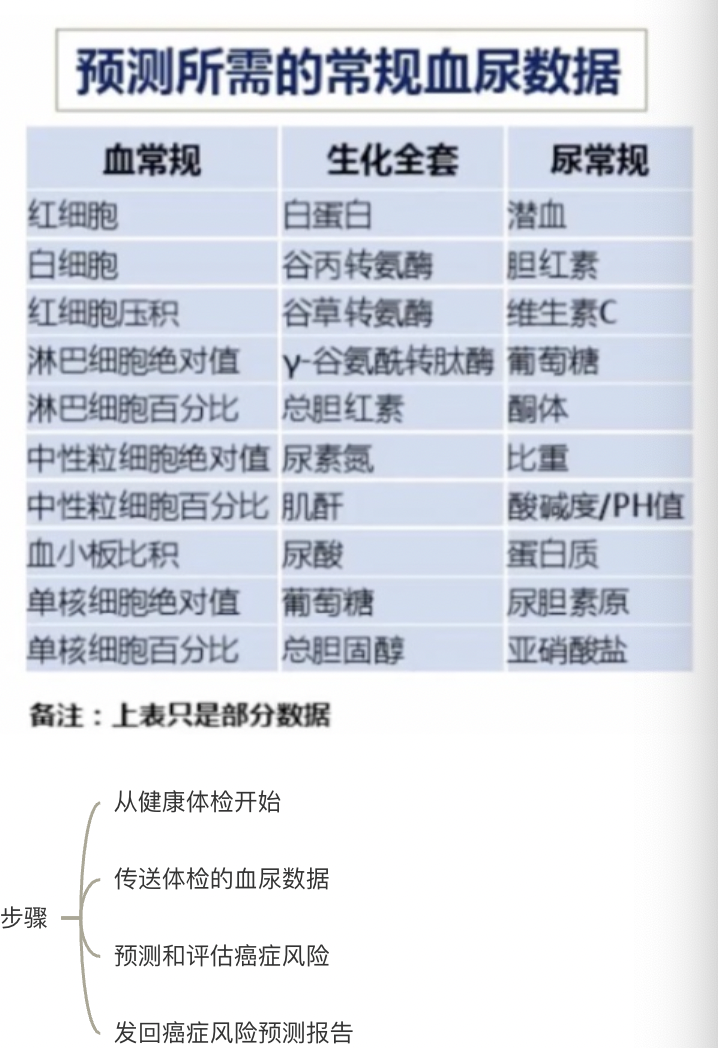 预测所需的常规血尿数据
血常规 生化全套 尿常规
红细胞 白蛋白 潜血
白细胞 谷丙转氨酶 胆红素
红细胞压积 谷草转氨酶 维生素C
淋巴细胞绝对值 γ-谷氨酰转肽酶 葡萄糖
淋巴细胞百分比 总胆红素 酮体
中性粒细胞绝对值 尿素氮 比重
中性粒细胞百分比 肌酐 酸碱度/PH值
血小板比积 尿酸 蛋白质
单核细胞绝对值 葡萄糖 尿胆素原
单核细胞百分比 总胆固醇 亚硝酸盐
备注：上表只是部分数据
从健康体检开始
传送体检的血尿数据
步骤
预测和评估癌症风险
发回癌症风险预测报告